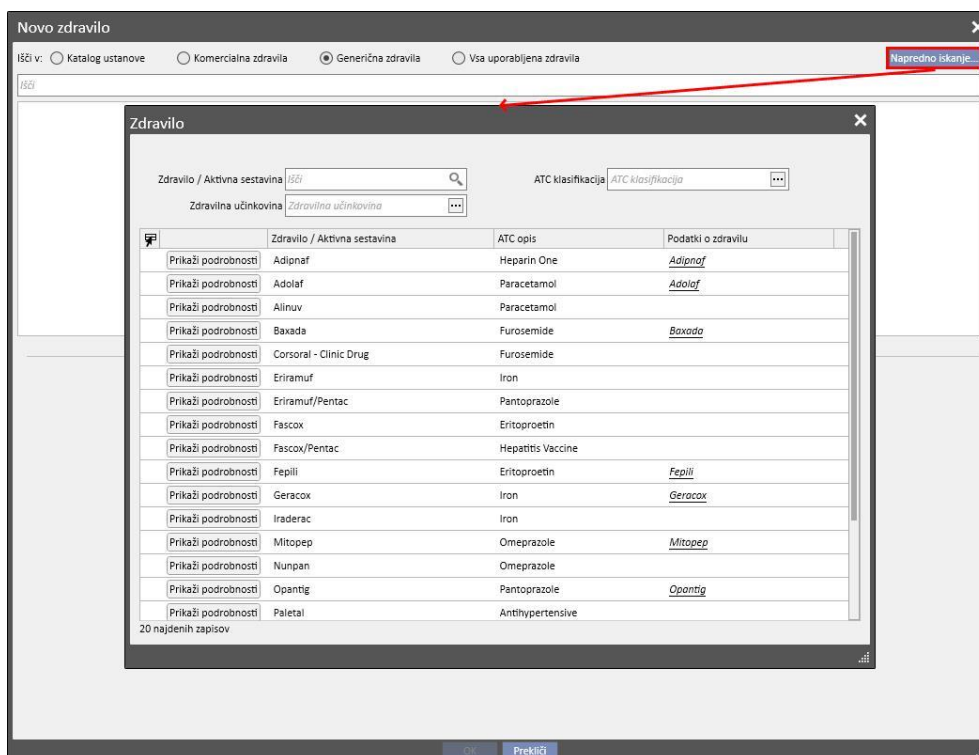 Novo zdravilo
Išči v: Katalog ustanove Komercialna zdravila Generična zdravila Vsa uporabljena zdravila Napredno iskanje...
Išči
Zdravilo
Zdravilo / Aktivna sestavina Išči ATC klasifikacija ATC klasifikacija
Zdravilna učinkovina Zdravilna učinkovina
Zdravilo / Aktivna sestavina ATC opis Podatki o zdravilu
Prikaži podrobnosti Adipnaf Heparin One Adipnaf
Prikaži podrobnosti Adolaf Paracetamol Adolaf
Prikaži podrobnosti Alinuv Paracetamol
Prikaži podrobnosti Baxada Furosemide Baxada
Prikaži podrobnosti Corsoral - Clinic Drug Furosemide
Prikaži podrobnosti Eriramuf Iron
Prikaži podrobnosti Eriramuf/Pentac Pantoprazole
Prikaži podrobnosti Fascox Eritoproetin
Prikaži podrobnosti Fascox/Pentac Hepatitis Vaccine
Prikaži podrobnosti Fepili Eritoproetin Fepili
Prikaži podrobnosti Geracox Iron Geracox
Prikaži podrobnosti Iraderac Iron
Prikaži podrobnosti Mitopep Omeprazole Mitopep
Prikaži podrobnosti Nunpan Omeprazole
Prikaži podrobnosti Opantig Pantoprazole Opantig
Prikaži podrobnosti Paletal Antihypertensive
20 najdenih zapisov
OK Prekliči